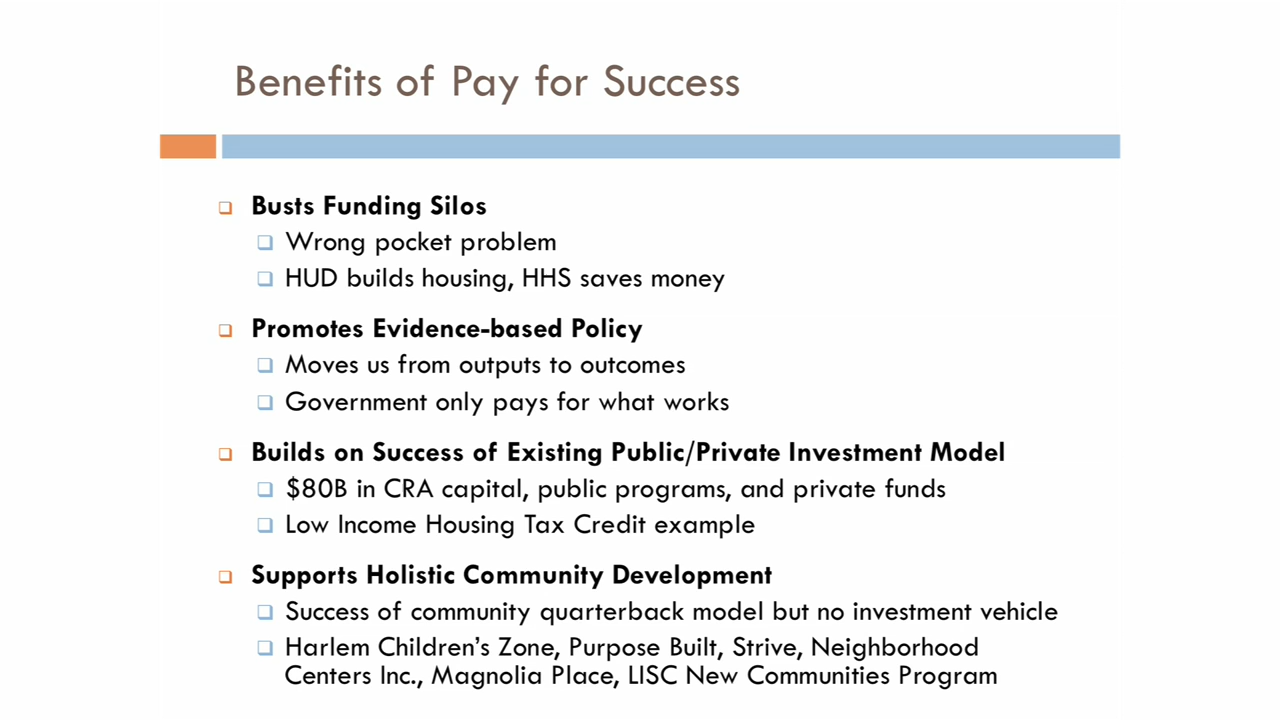 Benefits of Pay for Success
Busts Funding Silos
Wrong pocket problem
HUD builds housing, HHS saves money
Promotes Evidence-based Policy
Moves us from outputs to outcomes
Government only pays for what works
Builds on Success of Existing Public/Private Investment Model
$80B in CRA capital, public programs, and private funds
Low Income Housing Tax Credit example
Supports Holistic Community Development
Success of community quarterback model but no investment vehicle
Harlem Children's Zone, Purpose Built, Strive, Neighborhood
Centers Inc., Magnolia Place, LISC New Communities Program